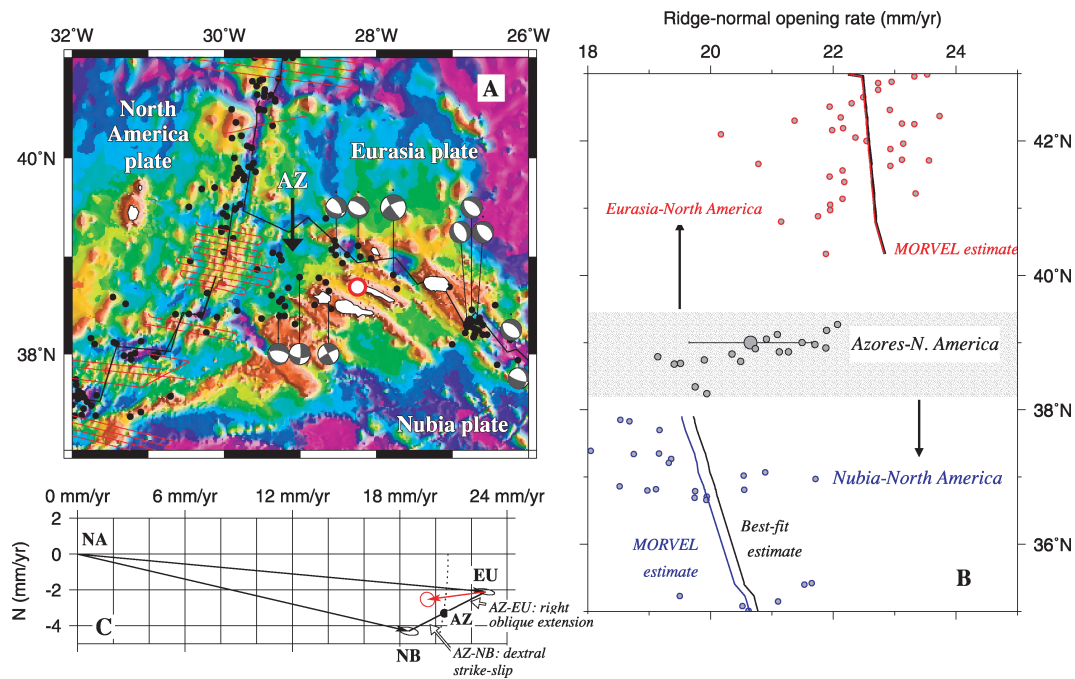 32°W
30°W
28°W
26°W
A
North
America
plate
Eurasia plate
40°N
AZ
38°N
Nubia plate
Ridge-normal opening rate (mm/yr)
18
20
22
24
42°N
Eurasia-North America
MORVEL estimate
40°N
Azores-N. America
38°N
Nubia-North America
Best-fit
estimate
MORVEL
estimate
36°N
B
0 mm/yr
6 mm/yr
12 mm/yr
18 mm/yr
24 mm/yr
N (mm/yr)
2
0
-2
-4
NA
EU
AZ
NB
C
AZ-EU: right
oblique extension
AZ-NB: dextral
strike-slip